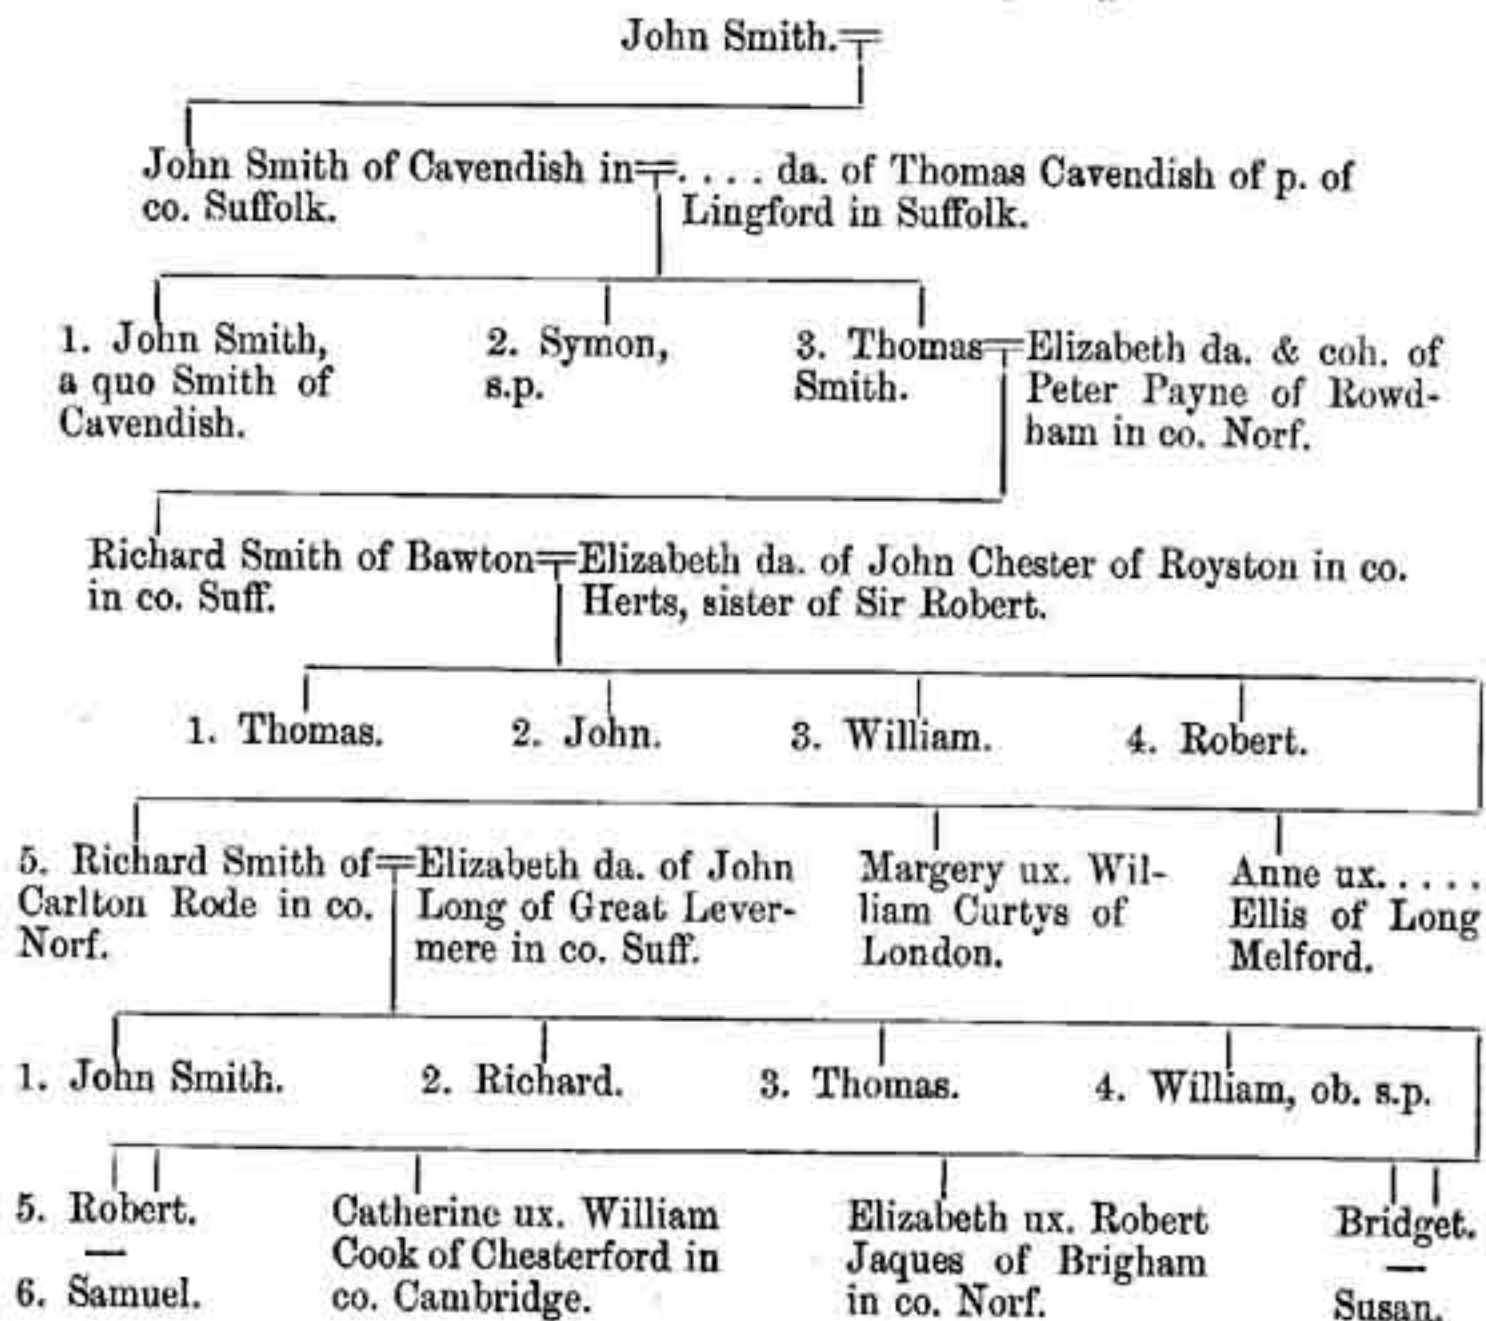 John Smith.
John Smith of Cavendish in
co. Suffolk.
. . . . da. of Thomas Cavendish of p. of
Lingford in Suffolk.
1. John Smith,
a quo Smith of
Cavendish.
2. Symon,
s.p.
3. Thomas
Smith.
Elizabeth da. & coh. of
Peter Payne of Rowd-
ham in co. Norf.
Richard Smith of Bawton
in co. Suff.
Elizabeth da. of John Chester of Royston in co.
Herts, sister of Sir Robert.
1. Thomas.
2. John.
3. William.
4. Robert.
5. Richard Smith of
Carlton Rode in co.
Norf.
Elizabeth da. of John
Long of Great Lever-
mere in co. Suff.
Margery ux. Wil-
liam Curtys of
London.
Anne ux. . . . .
Ellis of Long
Melford.
1. John Smith.
2. Richard.
3. Thomas.
4. William, ob. s.p.
5. Robert.
—
6. Samuel.
Catherine ux. William
Cook of Chesterford in
co. Cambridge.
Elizabeth ux. Robert
Jaques of Brigham
in co. Norf.
Bridget.
—
Susan.